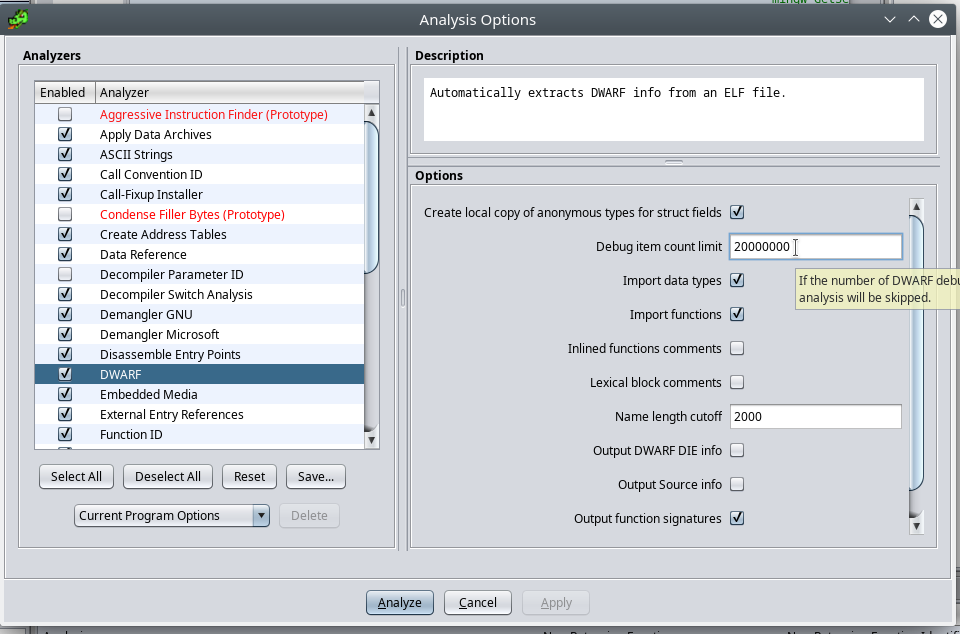 Analysis Options
Analyzers
Enabled Analyzer
Aggressive Instruction Finder (Prototype)
Apply Data Archives
ASCII Strings
Call Convention ID
Call-Fixup Installer
Condense Filler Bytes (Prototype)
Create Address Tables
Data Reference
Decompiler Parameter ID
Decompiler Switch Analysis
Demangler GNU
Demangler Microsoft
Disassemble Entry Points
DWARF
Embedded Media
External Entry References
Function ID
Select All Deselect All Reset Save...
Current Program Options Delete
Description
Automatically extracts DWARF info from an ELF file.
Options
Create local copy of anonymous types for struct fields
Debug item count limit 20000000
If the number of DWARF debu
analysis will be skipped.
Import data types
Import functions
Inlined functions comments
Lexical block comments
Name length cutoff 2000
Output DWARF DIE info
Output Source info
Output function signatures
Analyze Cancel Apply